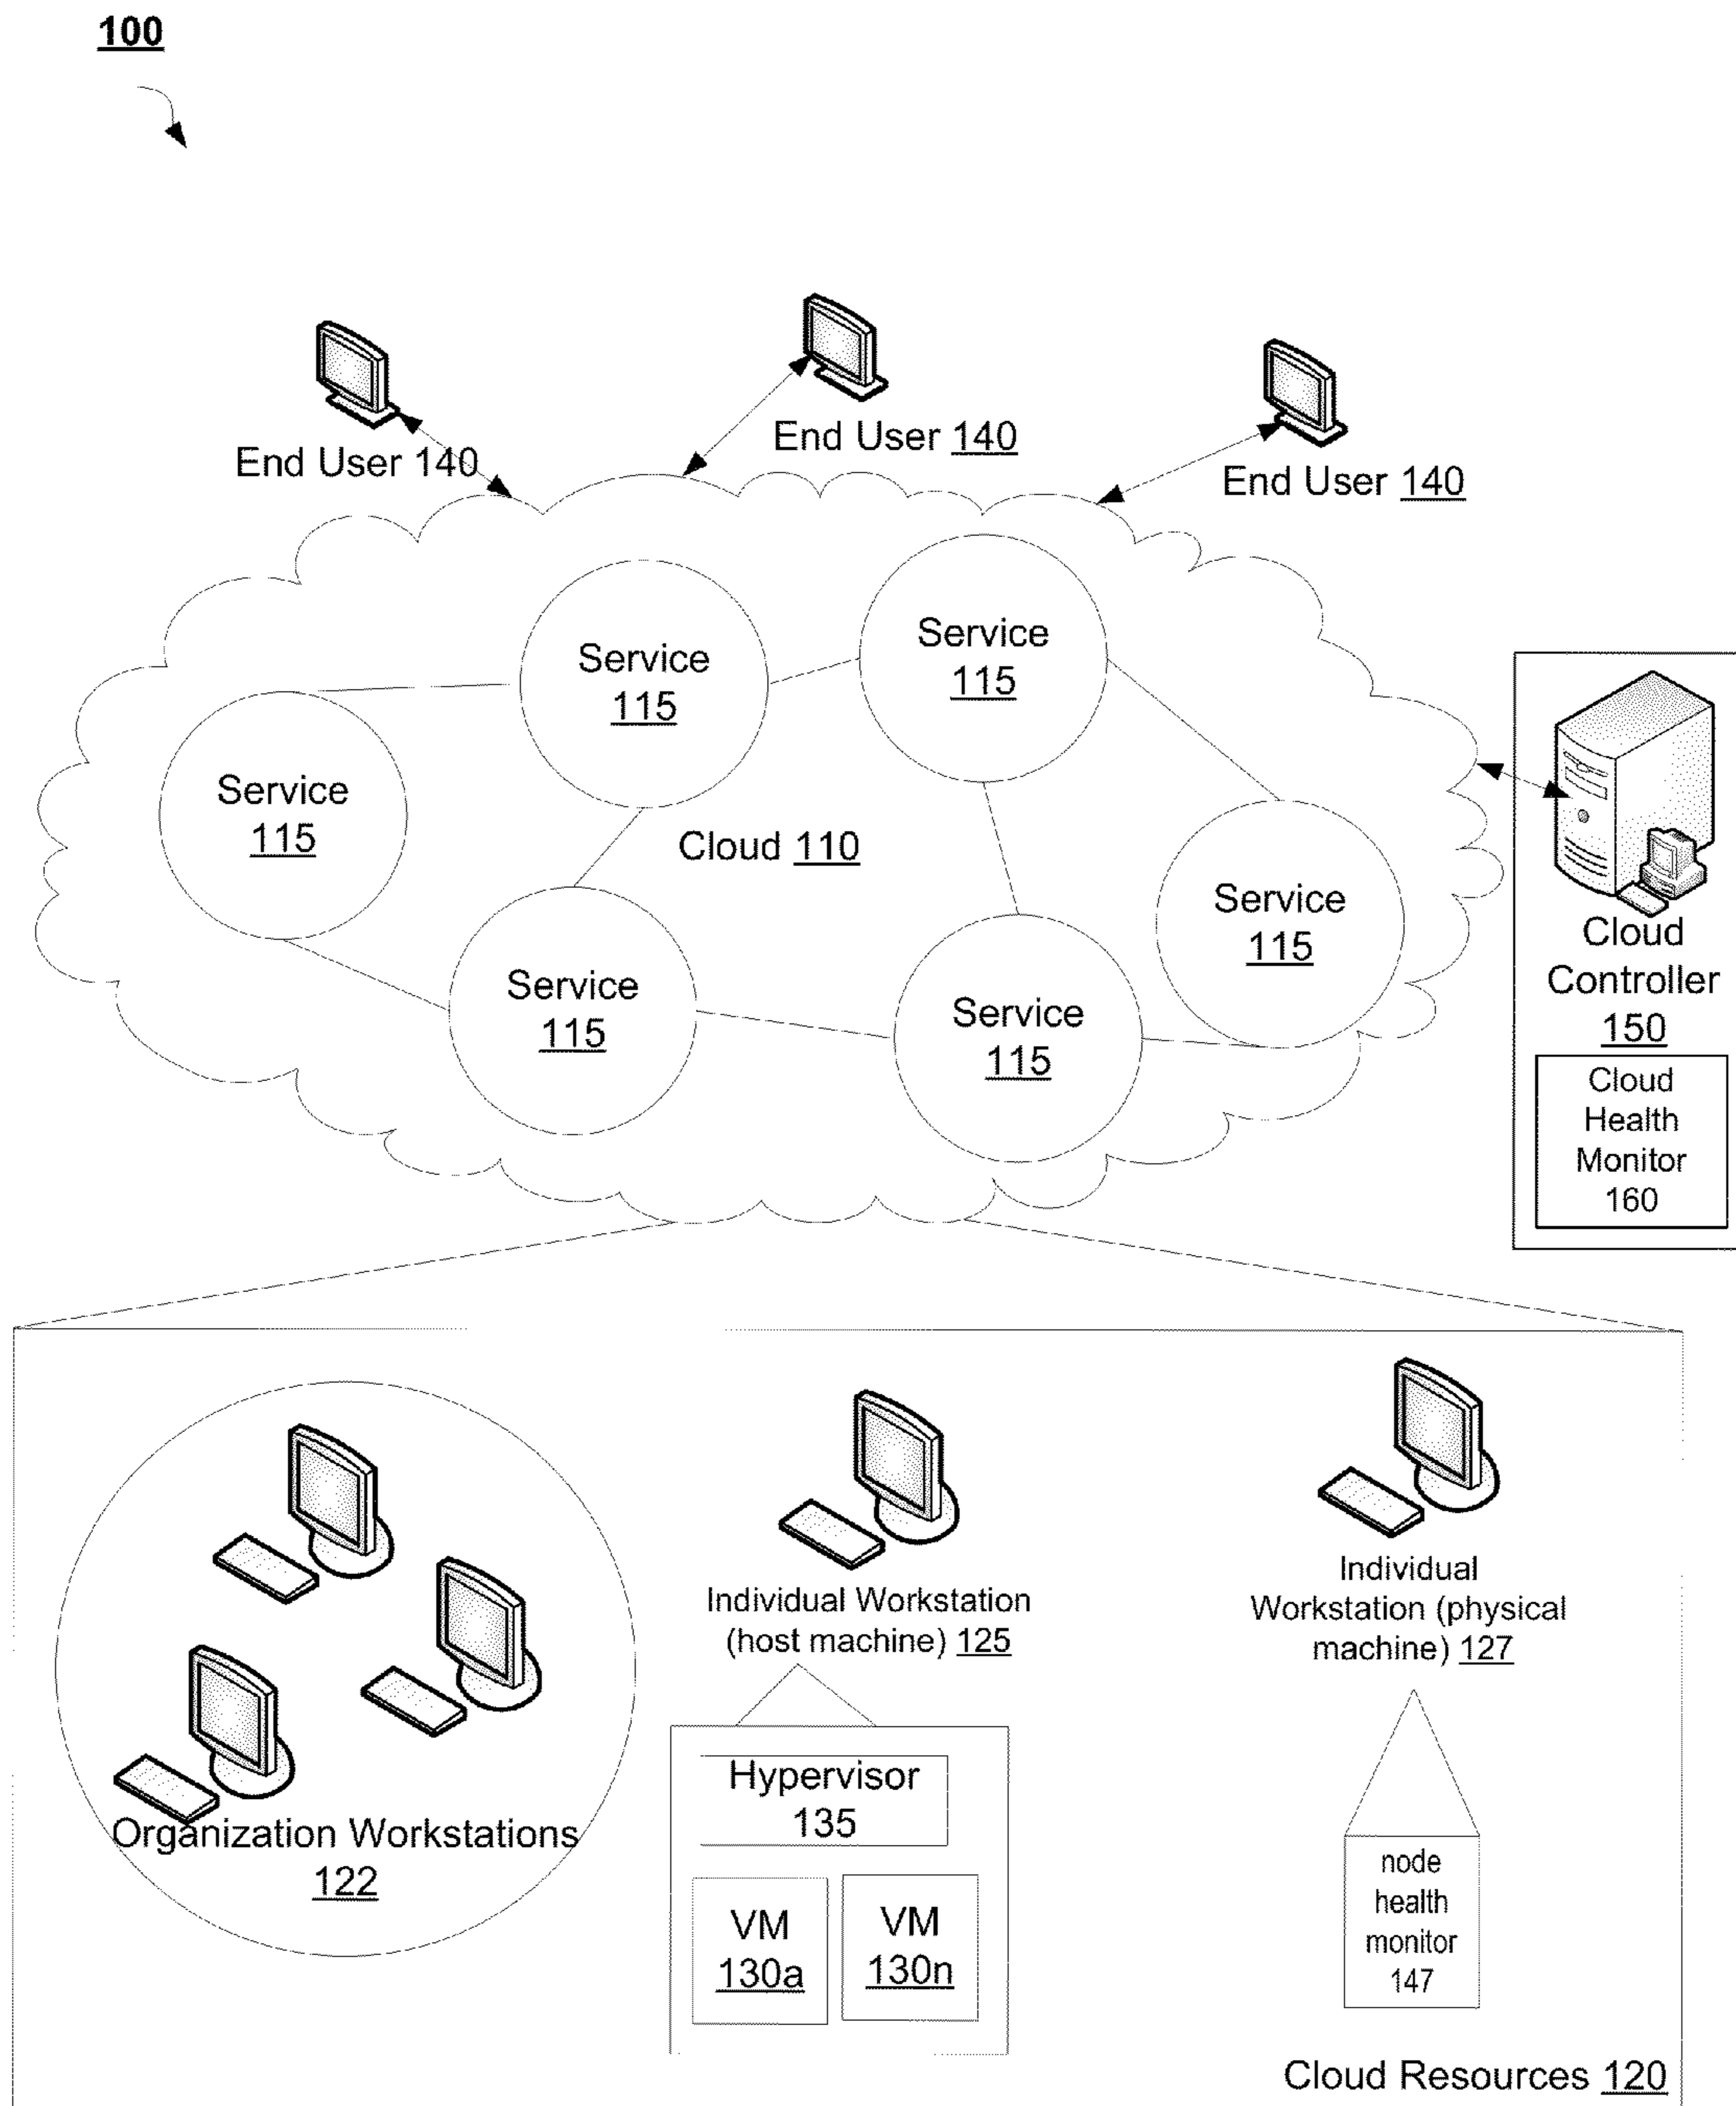 100
End User 140
End User 140
End User 140
Service
115
Service
115
Service
115
Cloud 110
Service
115
Service
115
Service
115
Cloud
Controller
150
Cloud
Health
Monitor
160
Organization Workstations
122
Individual Workstation
(host machine) 125
Hypervisor
135
VM
130a
VM
130n
Individual
Workstation (physical
machine) 127
node
health
monitor
147
Cloud Resources 120